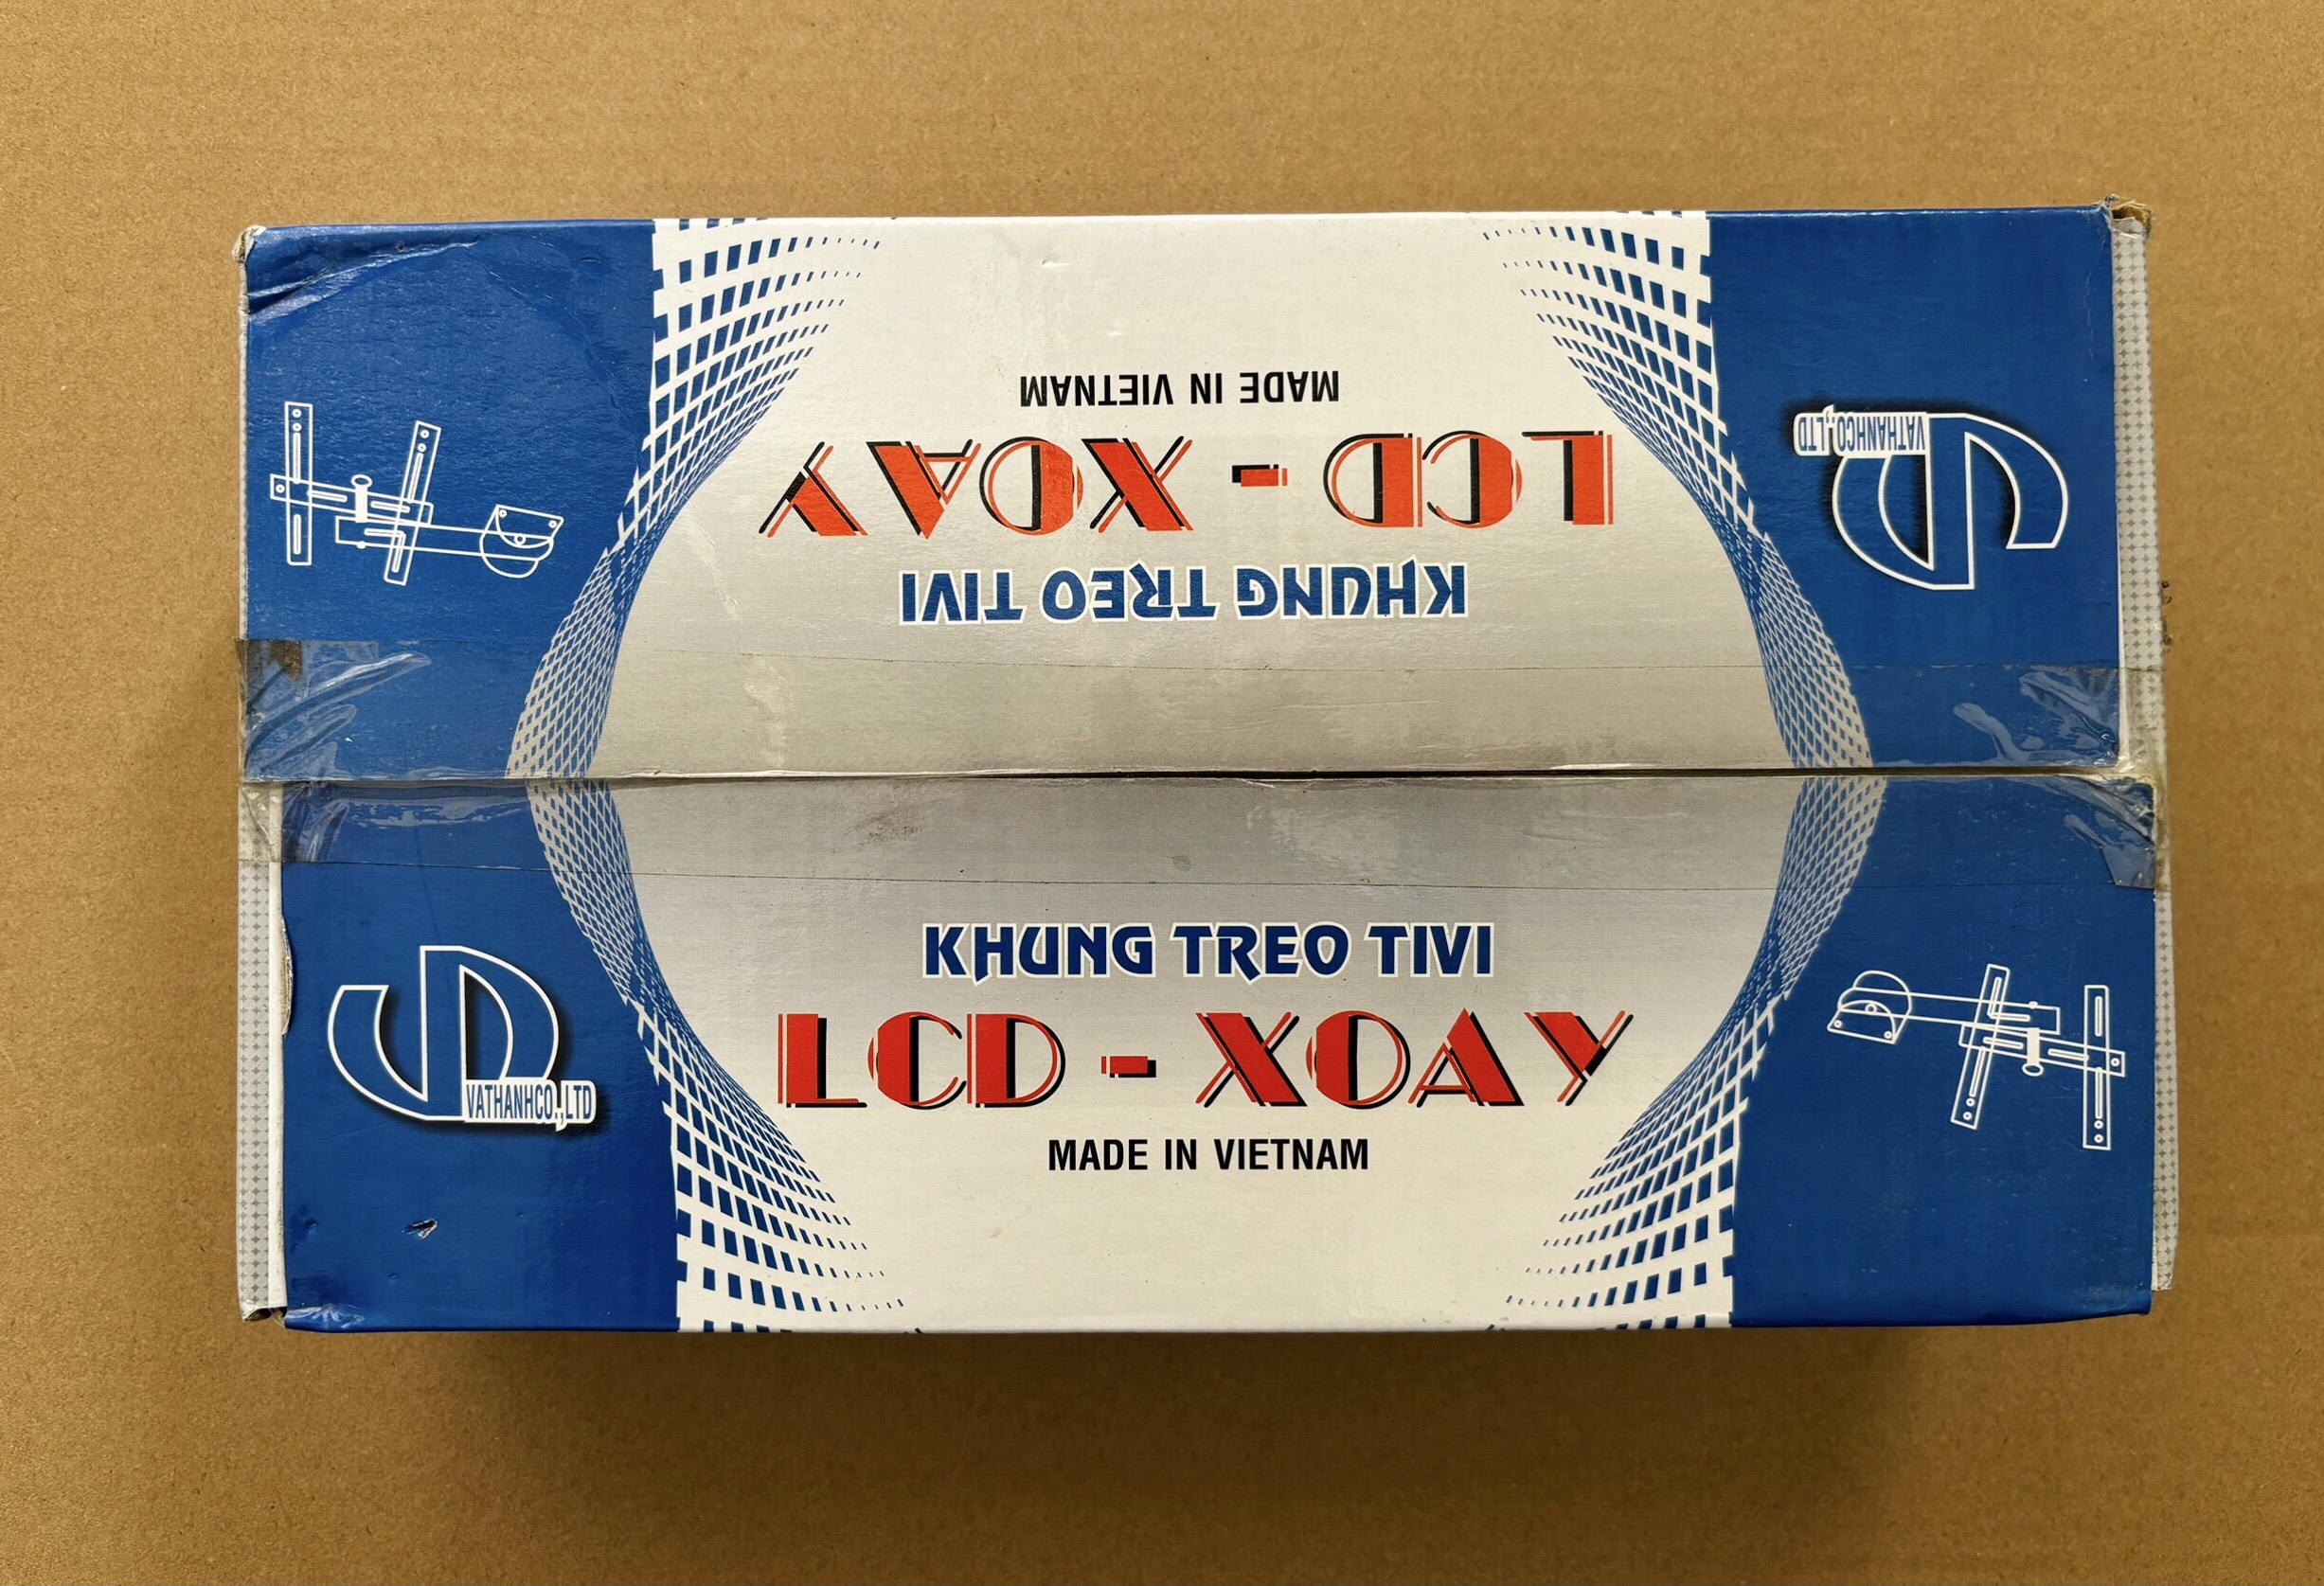 MADE IN VIETNAM
LCD - XOAY
KHUNG TREO TIVI
VATHANHCO.,LTD
KHUNG TREO TIVI
LCD - XOAY
MADE IN VIETNAM
VATHANHCO.,LTD